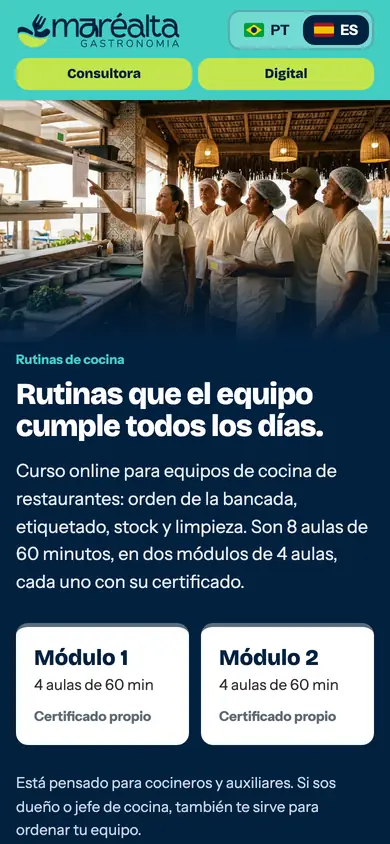 maréalta
GASTRONOMIA
PT
ES
Consultora
Digital
Rutinas de cocina
Rutinas que el equipo
cumple todos los días.
Curso online para equipos de cocina de
restaurantes: orden de la bancada,
etiquetado, stock y limpieza. Son 8 aulas de
60 minutos, en dos módulos de 4 aulas,
cada uno con su certificado.
Módulo 1
4 aulas de 60 min
Certificado propio
Módulo 2
4 aulas de 60 min
Certificado propio
Está pensado para cocineros y auxiliares. Si sos
dueño o jefe de cocina, también te sirve para
ordenar tu equipo.